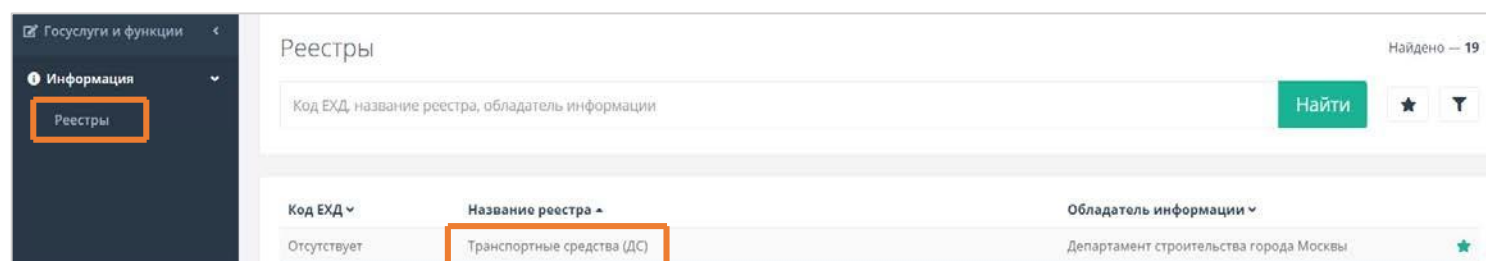 Госуслуги и функции
Информация
Реестры
Реестры
Найдено — 19
Код ЕХД, название реестра, обладатель информации
Найти
Код ЕХД Название реестра Обладатель информации
Отсутствует Транспортные средства (ДС) Департамент строительства города Москвы